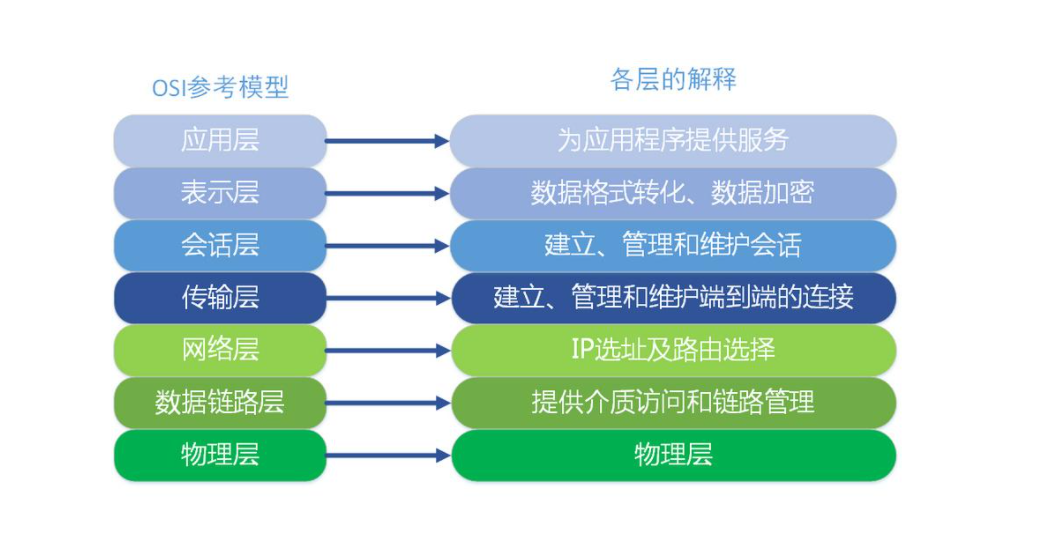 OSI参考模型
各层的解释
应用层
为应用程序提供服务
表示层
数据格式转化、数据加密
会话层
建立、管理和维护会话
传输层
建立、管理和维护端到端的连接
网络层
IP选址及路由选择
数据链路层
提供介质访问和链路管理
物理层
物理层